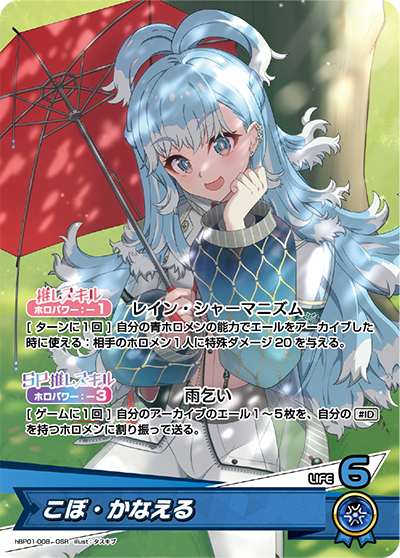 推しスキル
ホロパワー：－1
レイン・シャーマニズム
[ターンに1回] 自分の青ホロメンの能力でエールをアーカイブした
時に使える：相手のホロメン1人に特殊ダメージ20を与える。
SP推しスキル
ホロパワー：－3
雨乞い
[ゲームに1回] 自分のアーカイブのエール1～5枚を、自分の #ID
を持つホロメンに割り振って送る。
LIFE 6
こぼ・かなえる
hBP01-008 OSR illust：タスキブ